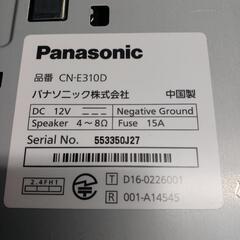 Panasonic
品番 CN-E310D
パナソニック株式会社 中国製
DC 12V Negative Ground
Speaker 4～8Ω Fuse 15A
Serial No. 553350J27
2.4FH1
T D16-0226001
R 001-A14545